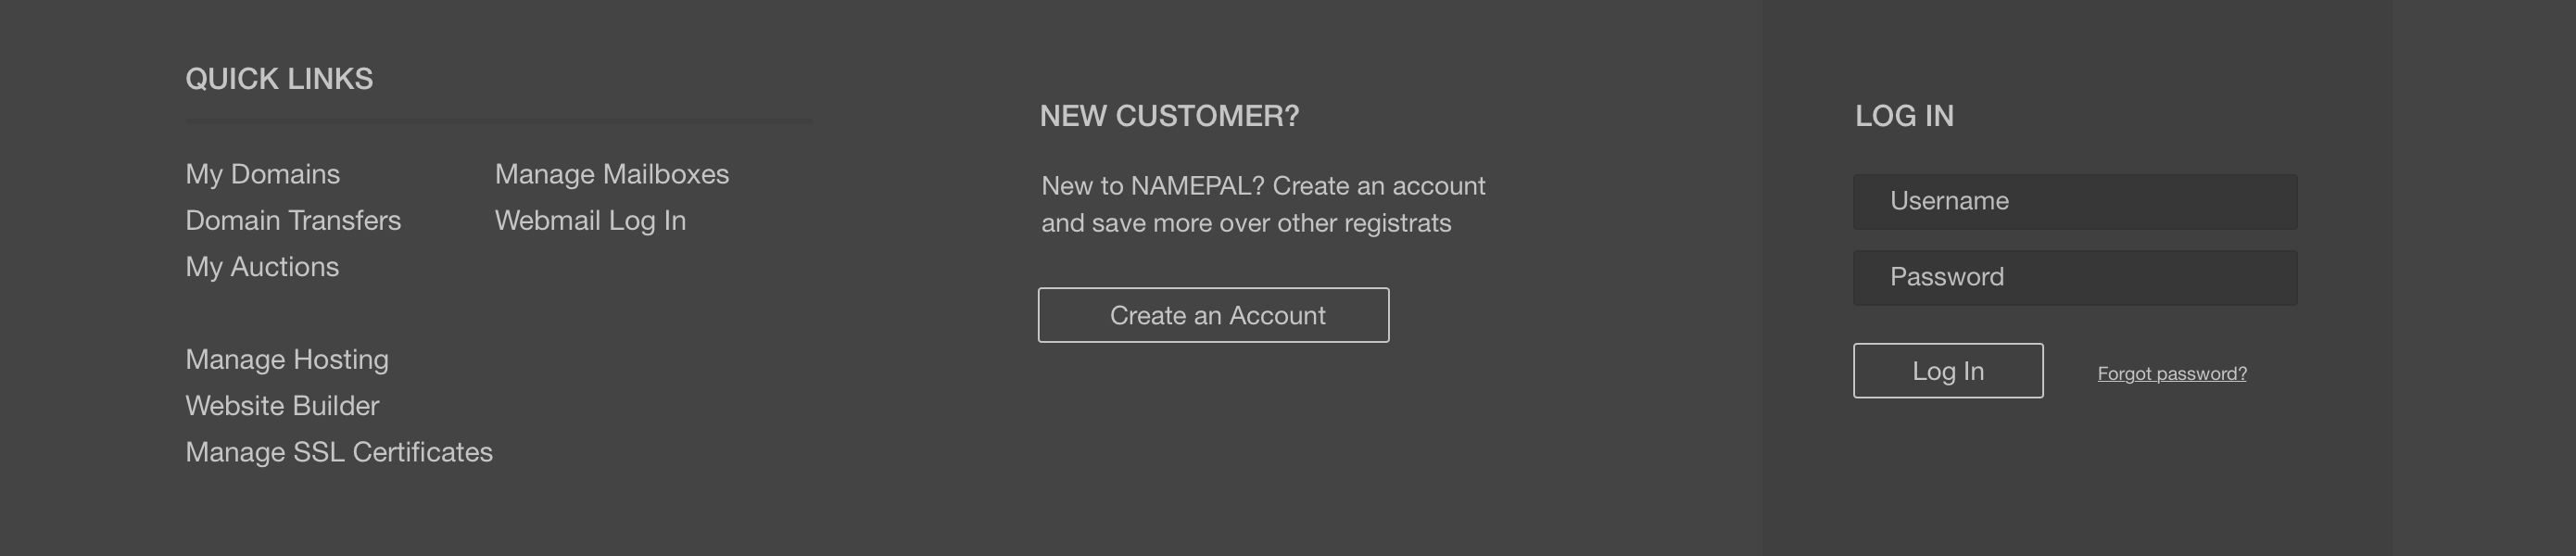 QUICK LINKS
My Domains
Domain Transfers
My Auctions
Manage Hosting
Website Builder
Manage SSL Certificates
Manage Mailboxes
Webmail Log In
NEW CUSTOMER?
New to NAMEPAL? Create an account
and save more over other registrats
Create an Account
LOG IN
Username
Password
Log In
Forgot password?